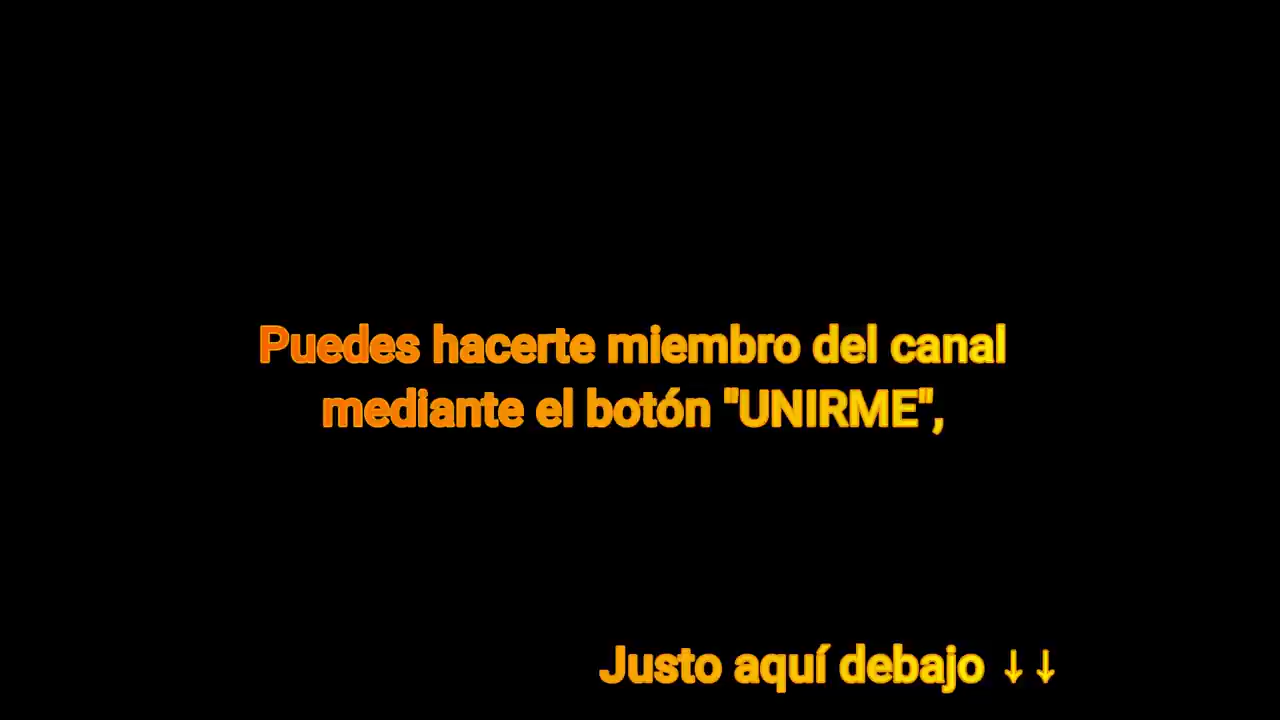 Puedes hacerte miembro del canal
mediante el botón "UNIRME",
Justo aquí debajo ↓↓